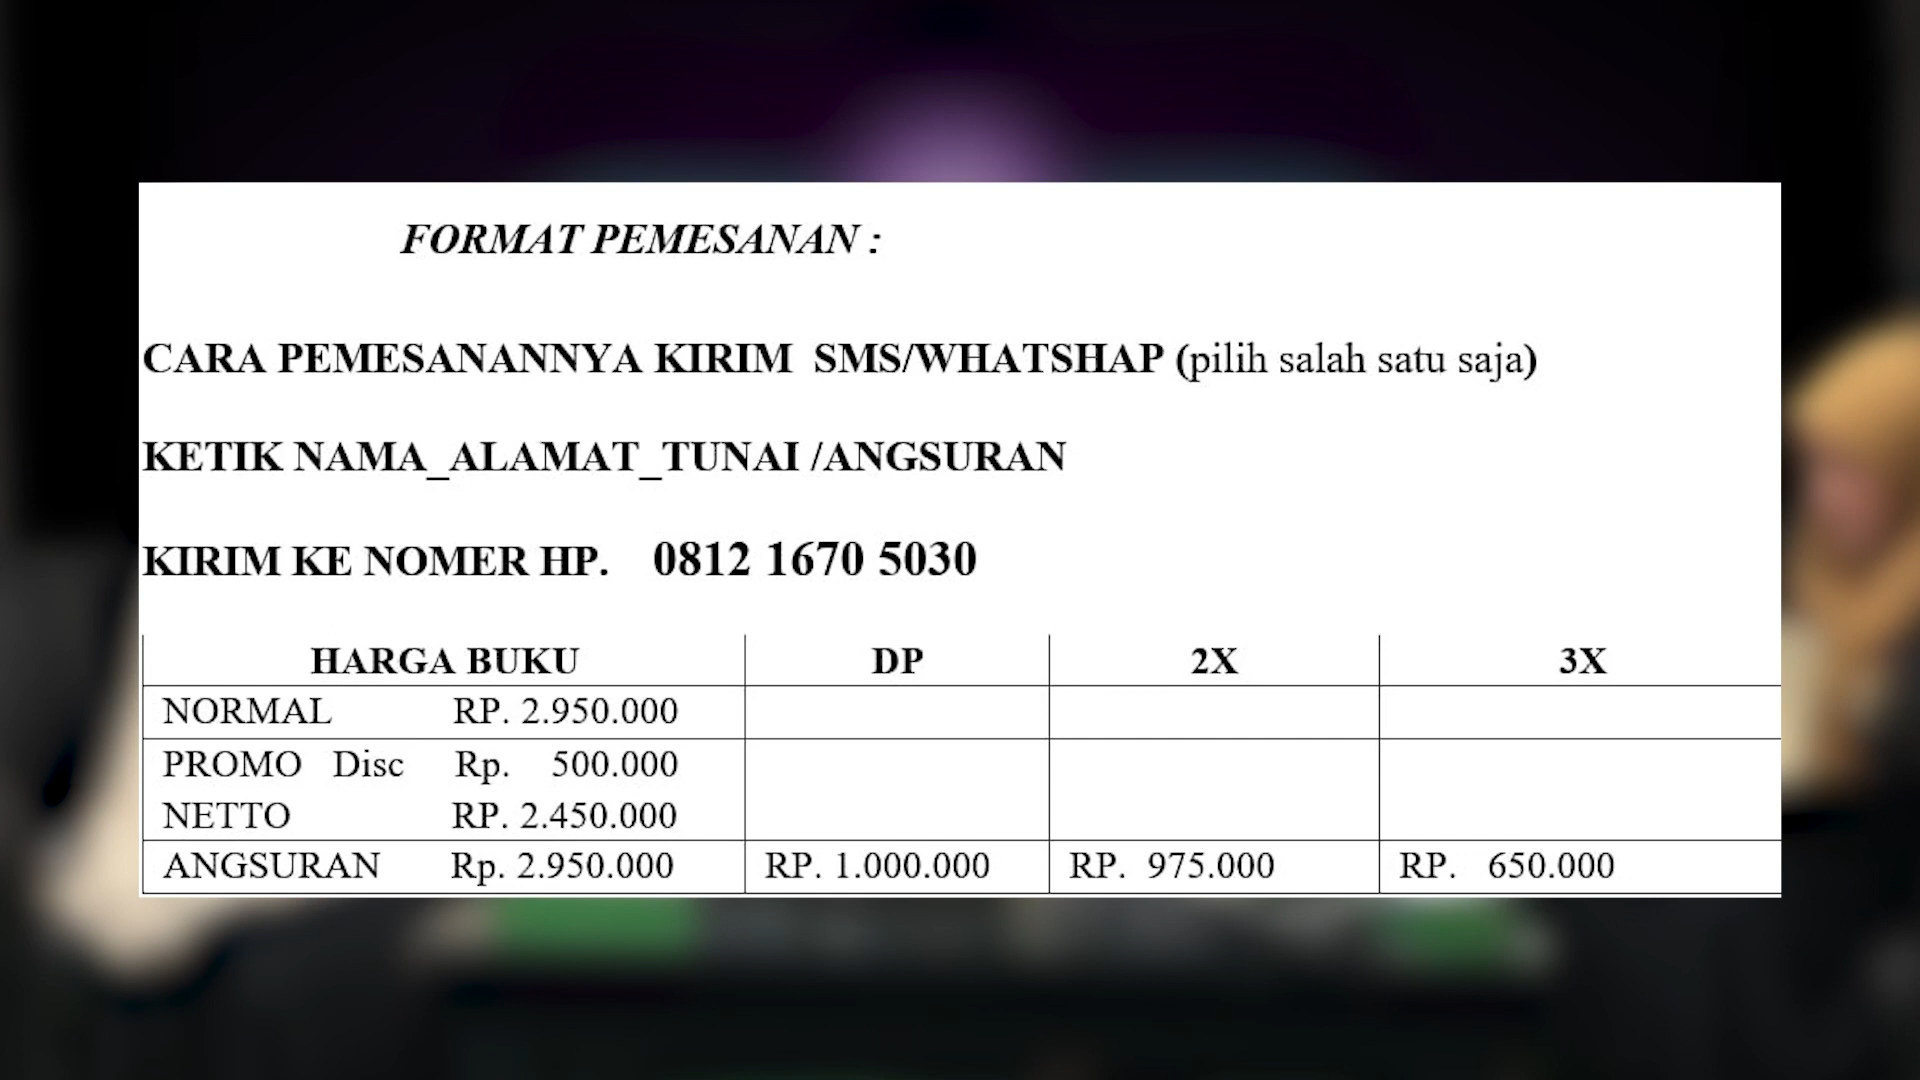 FORMAT PEMESANAN :
CARA PEMESANANNYA KIRIM SMS/WHATSHAP (pilih salah satu saja)
KETIK NAMA_ALAMAT_TUNAI /ANGSURAN
KIRIM KE NOMER HP. 0812 1670 5030
HARGA BUKU DP 2X 3X
NORMAL RP. 2.950.000
PROMO Disc Rp. 500.000
NETTO RP. 2.450.000
ANGSURAN Rp. 2.950.000 RP. 1.000.000 RP. 975.000 RP. 650.000